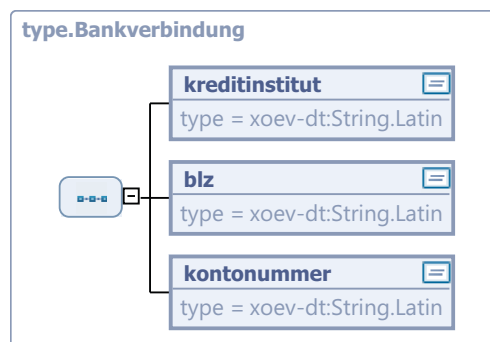 type.Bankverbindung
kreditinstitut
type = xoev-dt:String.Latin
blz
type = xoev-dt:String.Latin
kontonummer
type = xoev-dt:String.Latin